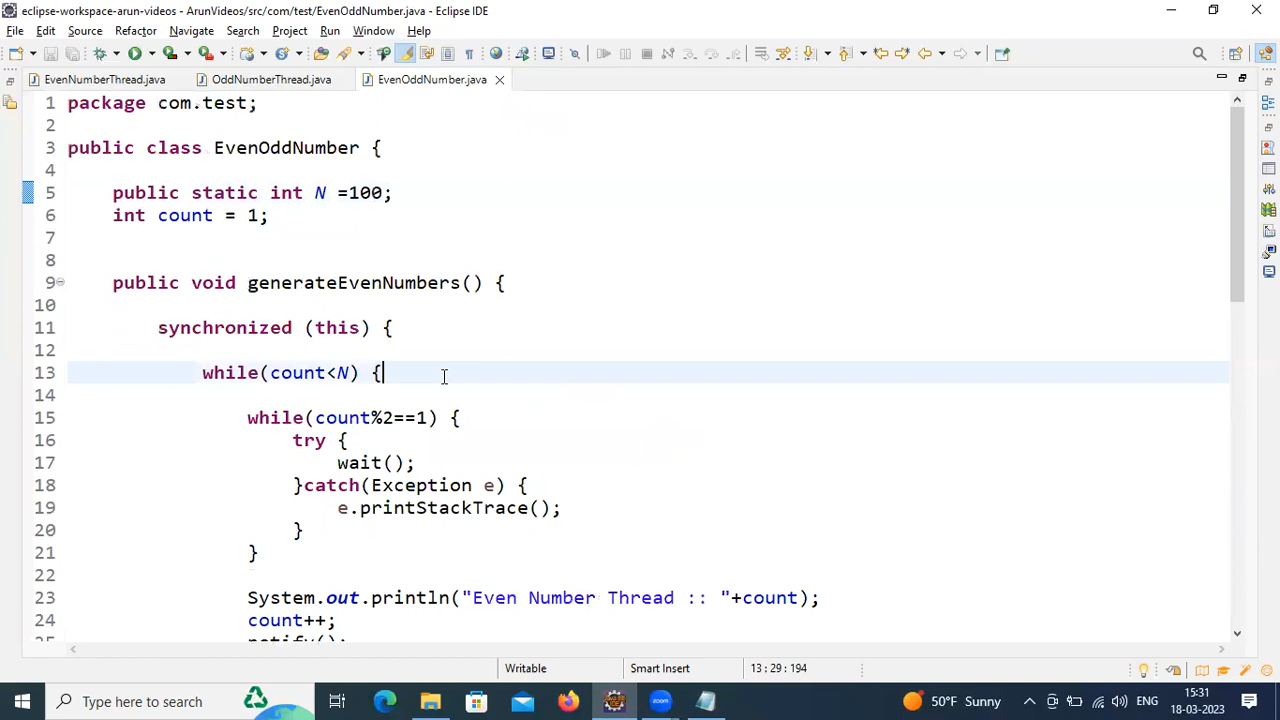 eclipse-workspace-arun-videos - ArunVideos/src/com/test/EvenOddNumber.java - Eclipse IDE
File Edit Source Refactor Navigate Search Project Run Window Help
EvenNumberThread.java OddNumberThread.java EvenOddNumber.java
1 package com.test;
2
3 public class EvenOddNumber {
4
5 public static int N =100;
6 int count = 1;
7
8
9 public void generateEvenNumbers() {
10
11 synchronized (this) {
12
13 while(count<N) {
14
15 while(count%2==1) {
16 try {
17 wait();
18 }catch(Exception e) {
19 e.printStackTrace();
20 }
21 }
22
23 System.out.println("Even Number Thread :: "+count);
24 count++;
25 notify();
Writable Smart Insert 13 : 29 : 194
Type here to search zoom 50°F Sunny ENG 15:31
18-03-2023